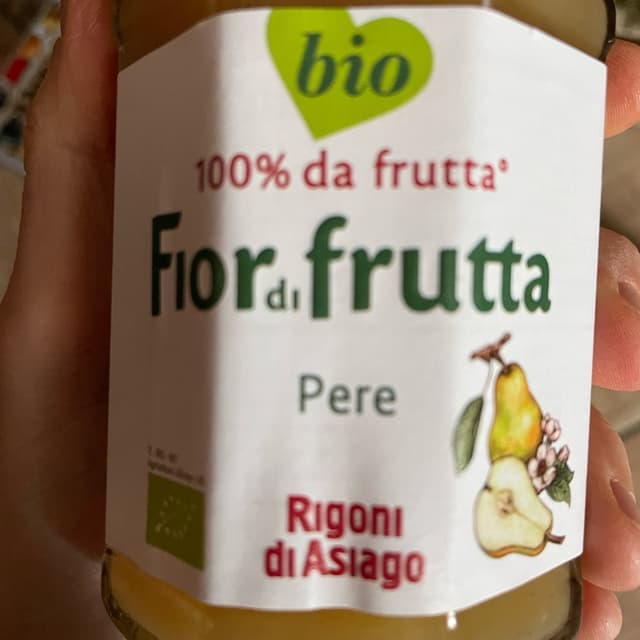 bio
100% da frutta°
Fior di frutta
Pere
Rigoni
di Asiago